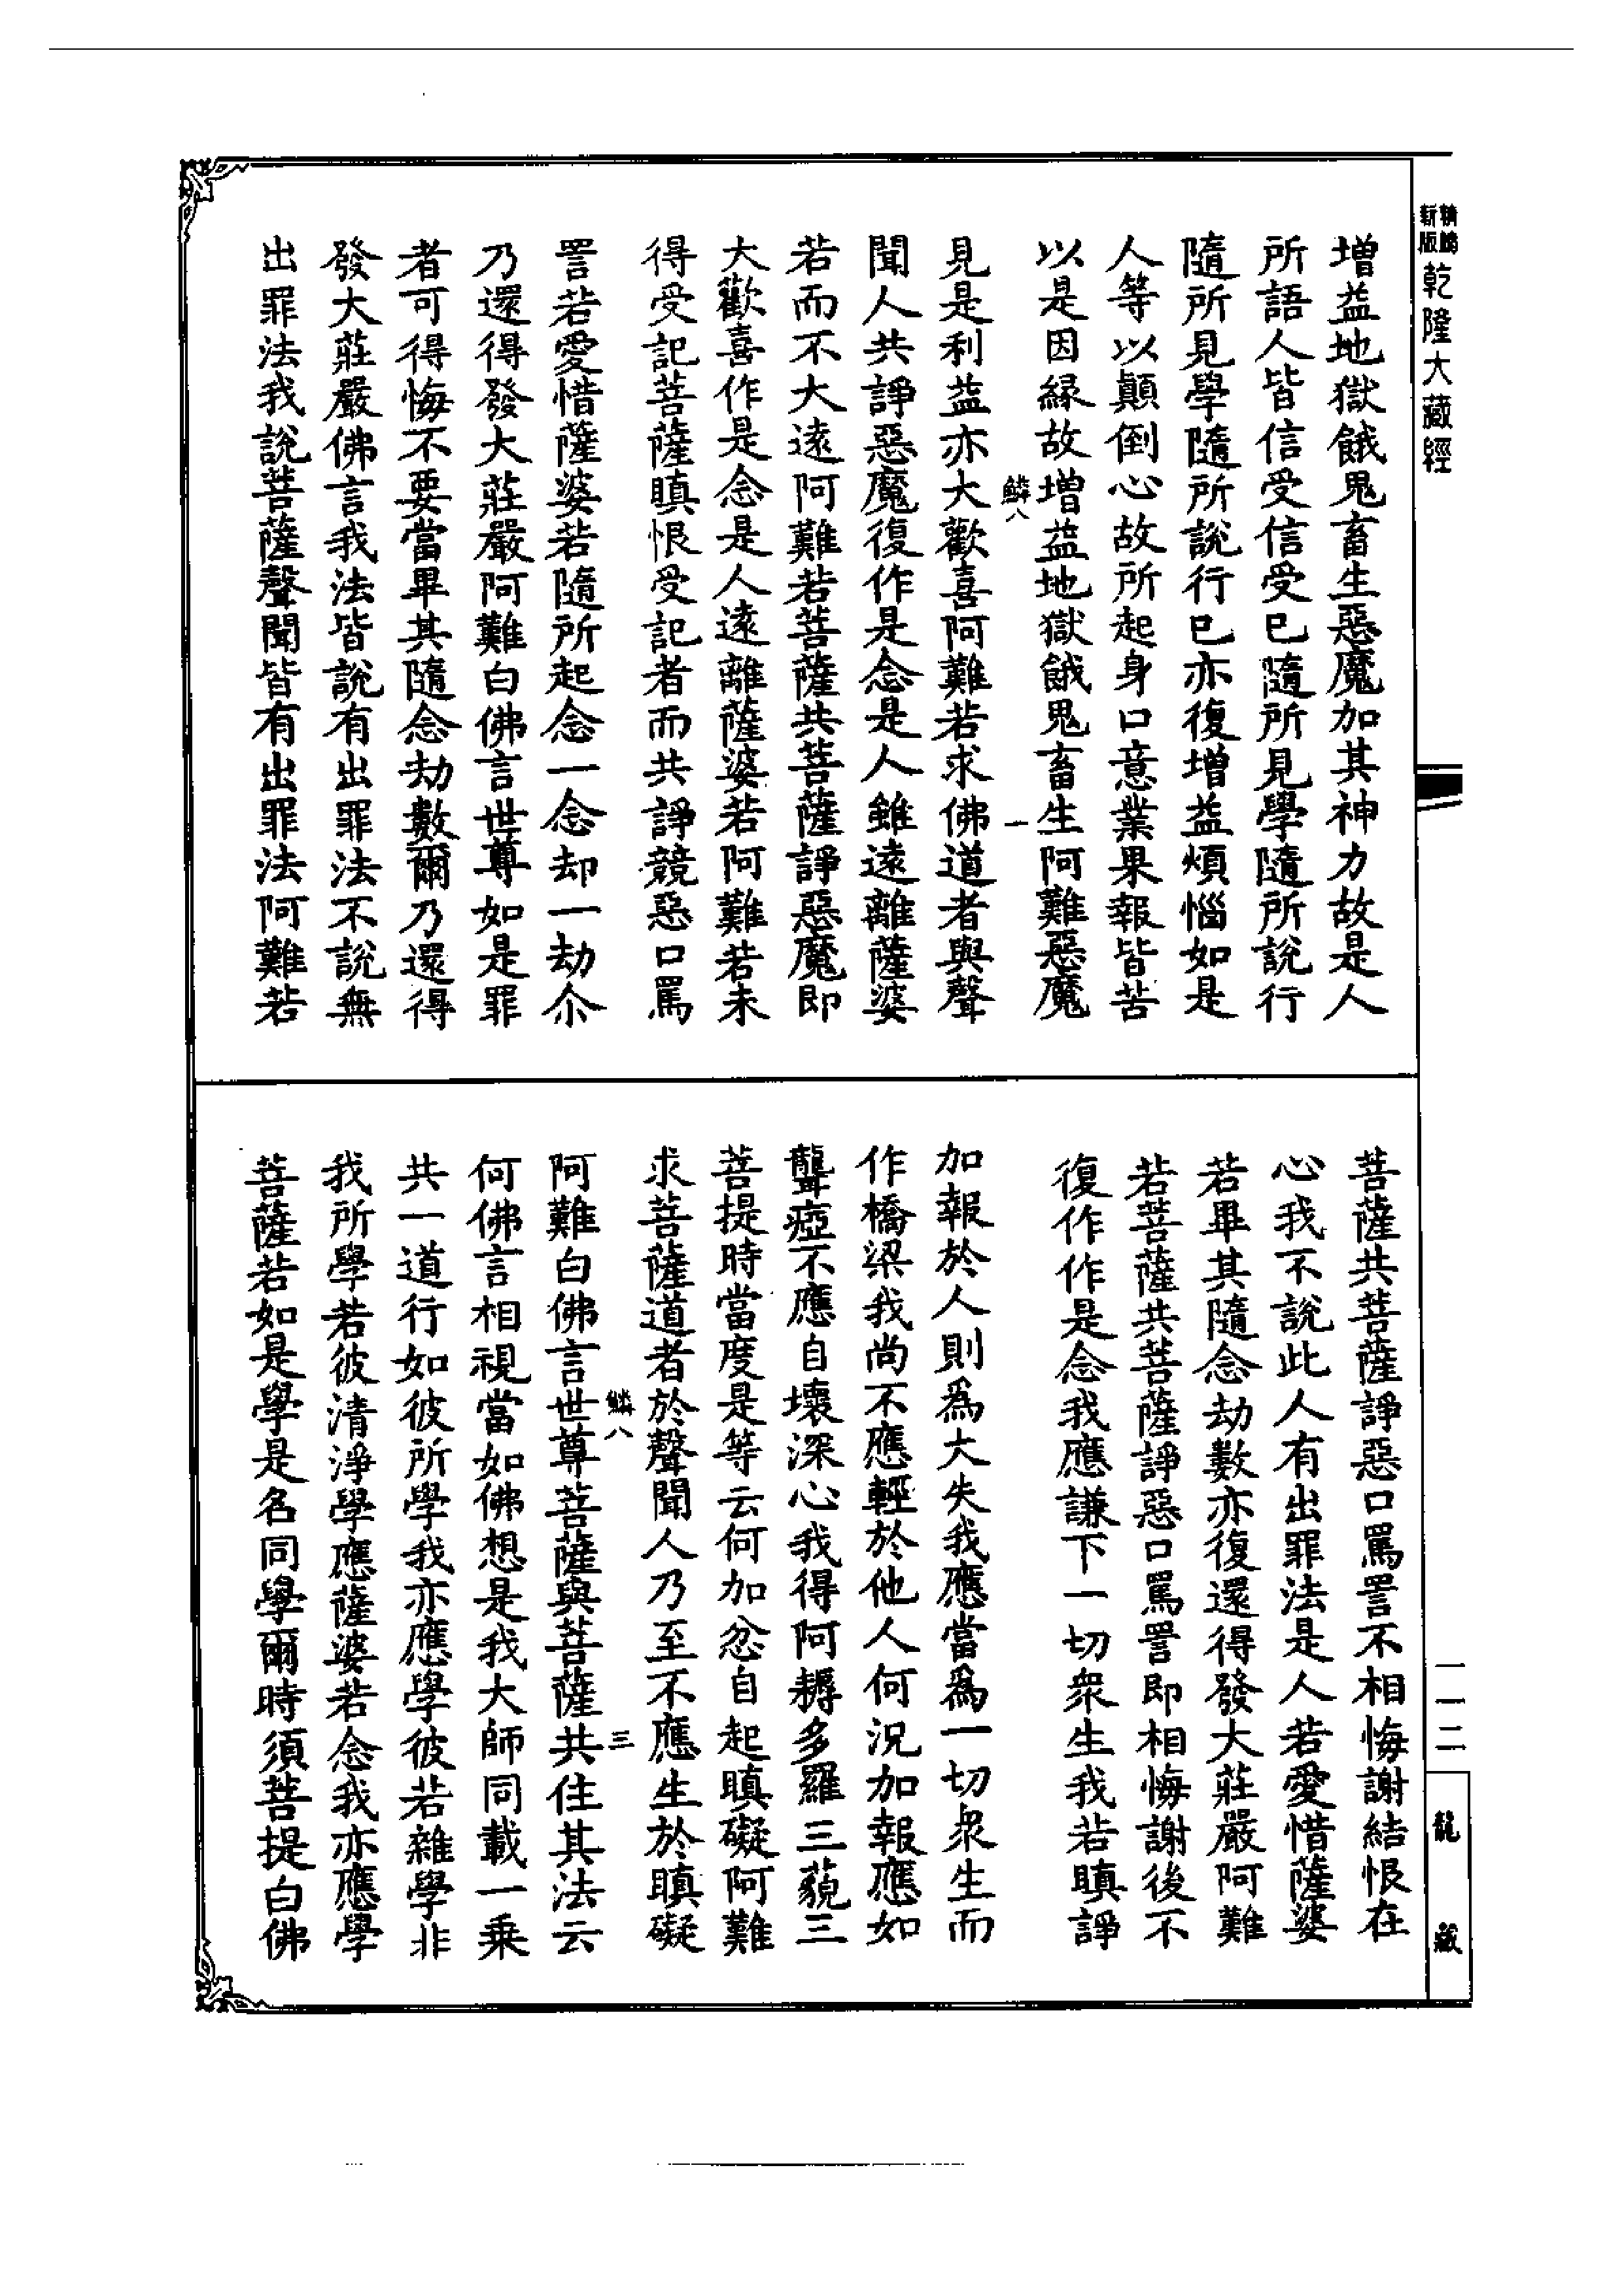 精縮
新版
乾隆大藏經
增益地獄餓鬼畜生惡魔加其神力故是人
所語人皆信受信受已隨所見學隨所說行
隨所見學隨所說行已亦復增益煩惱如是
人等以顛倒心故所起身口意業果報皆苦
以是因緣故增益地獄餓鬼畜生阿難惡魔
鱗八
一
見是利益亦大歡喜阿難若求佛道者與聲
聞人共諍惡魔復作是念是人雖遠離薩婆
若而不大遠阿難若菩薩共菩薩諍惡魔即
大歡喜作是念是人遠離薩婆若阿難若未
得受記菩薩瞋恨受記者而共諍競惡口罵
詈若愛惜薩婆若隨所起念一念却一劫尒
乃還得發大莊嚴阿難白佛言世尊如是罪
者可得悔不要當畢其隨念劫數爾乃還得
發大莊嚴佛言我法皆說有出罪法不說無
出罪法我說菩薩聲聞皆有出罪法阿難若
菩薩共菩薩諍惡口罵詈不相悔謝結恨在
心我不說此人有出罪法是人若愛惜薩婆
若畢其隨念劫數亦復還得發大莊嚴阿難
若菩薩共菩薩諍惡口罵詈即相悔謝後不
復作作是念我應謙下一切衆生我若瞋諍
加報於人則爲大失我應當爲一切衆生而
作橋梁我尚不應輕於他人何況加報應如
聾瘂不應自壞深心我得阿耨多羅三藐三
菩提時當度是等云何加忿自起瞋礙阿難
求菩薩道者於聲聞人乃至不應生於瞋礙
鱗八
三
阿難白佛言世尊菩薩與菩薩共住其法云
何佛言相視當如佛想是我大師同載一乘
共一道行如彼所學我亦應學彼若雜學非
我所學若彼清淨學應薩婆若念我亦應學
菩薩若如是學是名同學爾時須菩提白佛
一一二
龍藏